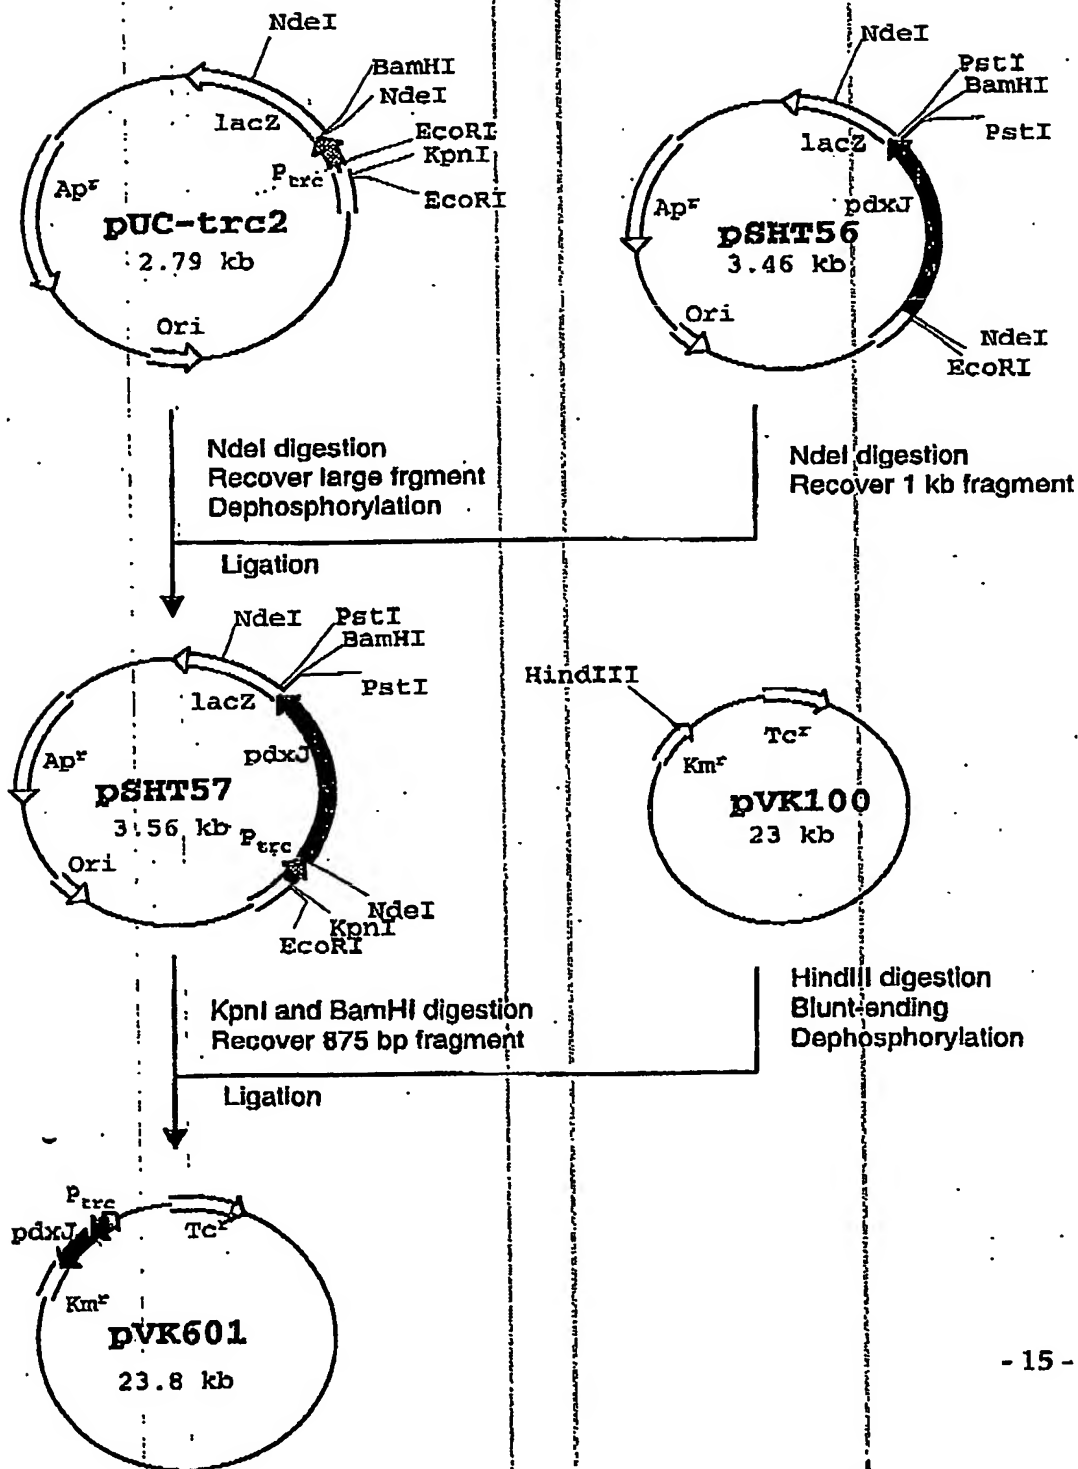 NdeI
BamHI
NdeI
EcoRI
KpnI
EcoRI
lacZ
Ptrc
Apr
pUC-trc2
2.79 kb
Ori
NdeI
PstI
BamHI
PstI
lacZ
Apr
pdxJ
pSHT56
3.46 kb
Ori
NdeI
EcoRI
NdeI digestion
Recover large frgment
Dephosphorylation
NdeI digestion
Recover 1 kb fragment
Ligation
NdeI
PstI
BamHI
PstI
lacZ
pdxJ
Apr
pSHT57
3.56 kb
Ptrc
Ori
NdeI
KpnI
EcoRI
HindIII
Tcr
Kmr
pVK100
23 kb
KpnI and BamHI digestion
Recover 875 bp fragment
HindIII digestion
Blunt-ending
Dephosphorylation
Ligation
Ptrc
pdxJ
Tcr
Kmr
pVK601
23.8 kb
- 15 -